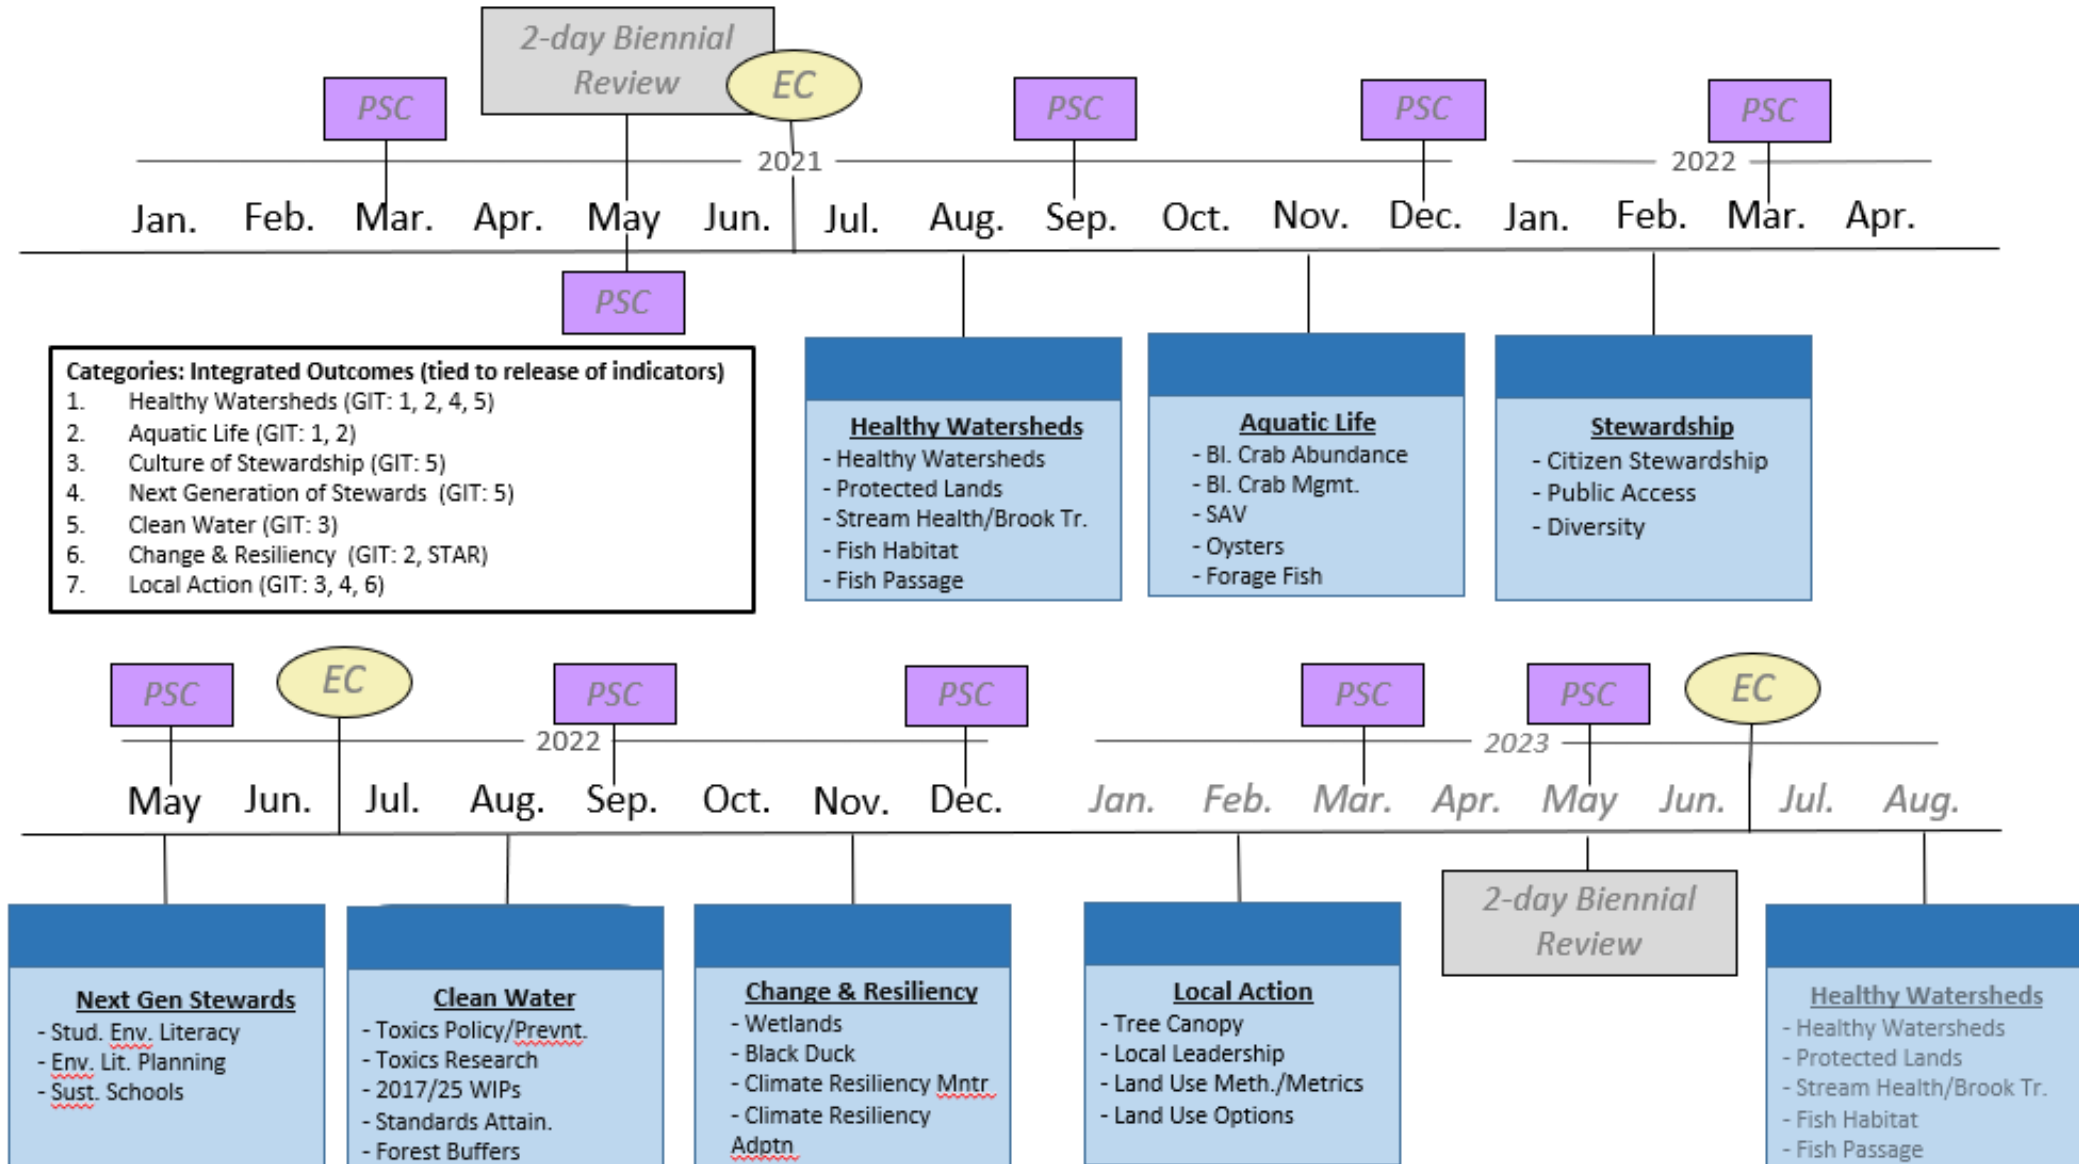 2-day Biennial
Review
EC
PSC
PSC
PSC
PSC
2021
2022
Jan. Feb. Mar. Apr. May Jun. Jul. Aug. Sep. Oct. Nov. Dec. Jan. Feb. Mar. Apr.
PSC
Categories: Integrated Outcomes (tied to release of indicators)
1. Healthy Watersheds (GIT: 1, 2, 4, 5)
2. Aquatic Life (GIT: 1, 2)
3. Culture of Stewardship (GIT: 5)
4. Next Generation of Stewards (GIT: 5)
5. Clean Water (GIT: 3)
6. Change & Resiliency (GIT: 2, STAR)
7. Local Action (GIT: 3, 4, 6)
Healthy Watersheds
- Healthy Watersheds
- Protected Lands
- Stream Health/Brook Tr.
- Fish Habitat
- Fish Passage
Aquatic Life
- Bl. Crab Abundance
- Bl. Crab Mgmt.
- SAV
- Oysters
- Forage Fish
Stewardship
- Citizen Stewardship
- Public Access
- Diversity
PSC
EC
PSC
PSC
PSC
PSC
EC
2022
2023
May Jun. Jul. Aug. Sep. Oct. Nov. Dec. Jan. Feb. Mar. Apr. May Jun. Jul. Aug.
Next Gen Stewards
- Stud. Env. Literacy
- Env. Lit. Planning
- Sust. Schools
Clean Water
- Toxics Policy/Prevnt.
- Toxics Research
- 2017/25 WIPs
- Standards Attain.
- Forest Buffers
Change & Resiliency
- Wetlands
- Black Duck
- Climate Resiliency Mntr
- Climate Resiliency
Adptn
Local Action
- Tree Canopy
- Local Leadership
- Land Use Meth./Metrics
- Land Use Options
2-day Biennial
Review
Healthy Watersheds
- Healthy Watersheds
- Protected Lands
- Stream Health/Brook Tr.
- Fish Habitat
- Fish Passage